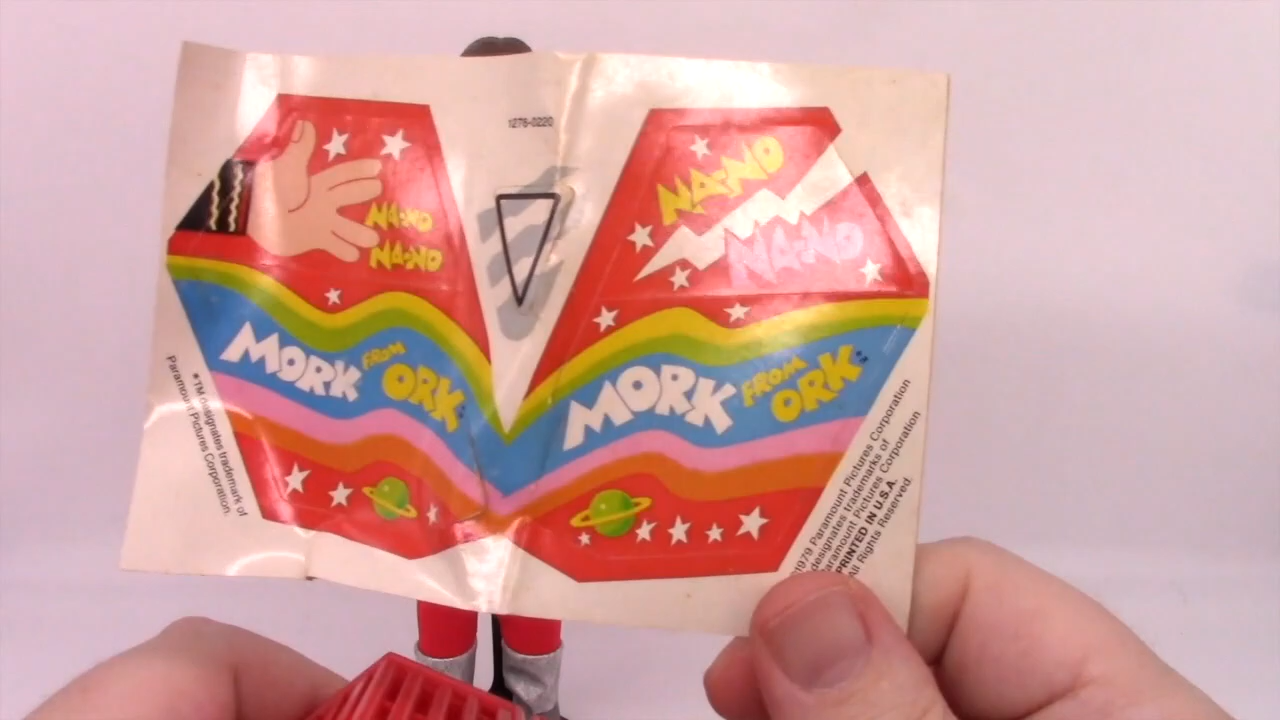 1276-0220
NA-NO
NA-NO
MORK FROM ORK
*TM designates trademark of
Paramount Pictures Corporation.
NA-NO
NA-NO
MORK FROM ORK
1979 Paramount Pictures Corporation
designates trademarks of
Paramount Pictures Corporation
PRINTED IN U.S.A.
All Rights Reserved.